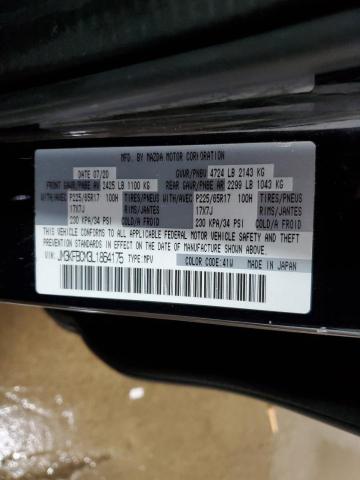 MFD. BY MAZDA MOTOR CORPORATION
DATE 07/20 GVWR/PNBV 4724 LB 2143 KG
FRONT GAWR/PNBE AV 2425 LB 1100 KG REAR GAWR/PNBE AR 2299 LB 1043 KG
WITH/AVEC P225/65R17 100H TIRES/PNEUS WITH/AVEC P225/65R17 100H TIRES/PNEUS
17X7J RIMS/JANTES 17X7J RIMS/JANTES
230 KPA/34 PSI COLD/A FROID 230 KPA/34 PSI COLD/A FROID
THIS VEHICLE CONFORMS TO ALL APPLICABLE FEDERAL MOTOR VEHICLE SAFETY AND
THEFT PREVENTION STANDARDS IN EFFECT ON THE DATE OF MANUFACTURE SHOWN ABOVE.
VIN: JM3KFBCM3L1864175 TYPE: MPV
COLOR CODE: 41W MADE IN JAPAN